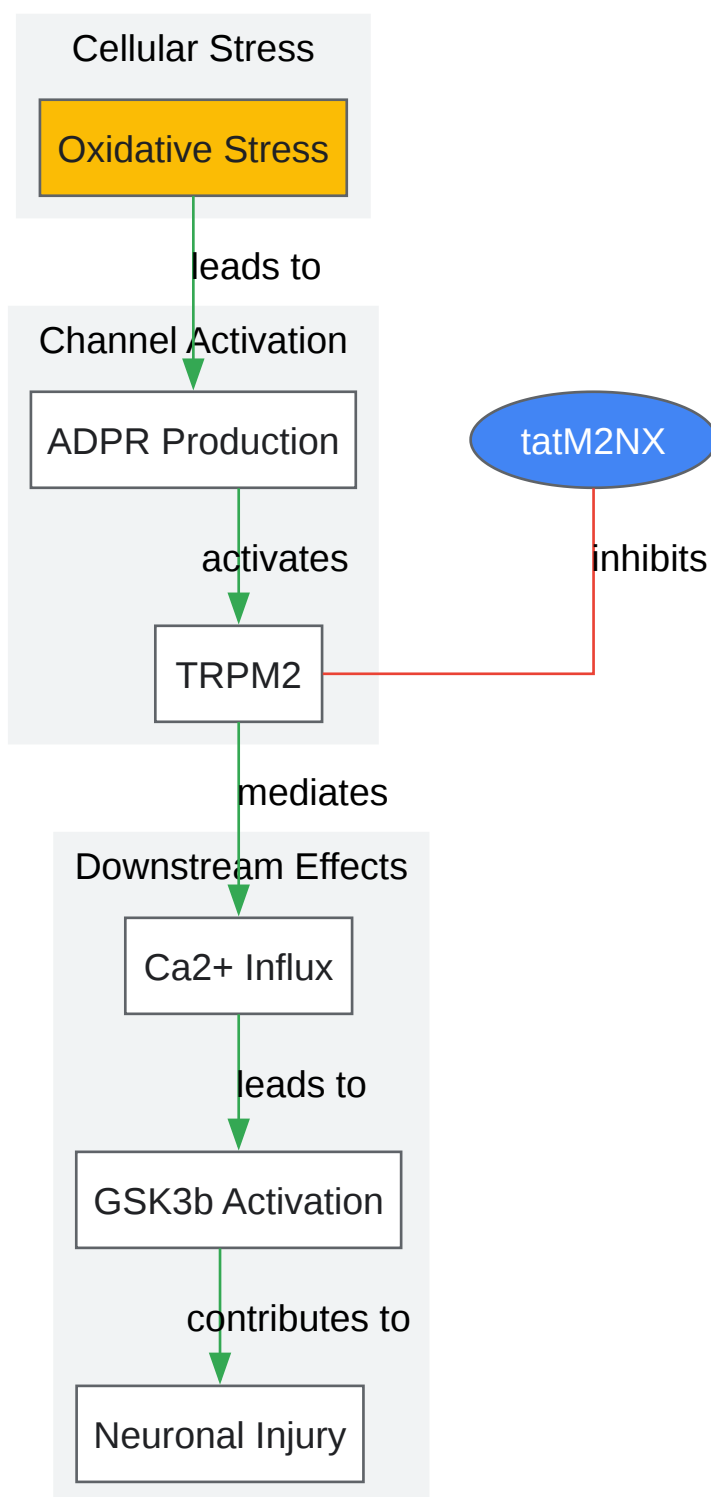 Cellular Stress
Oxidative Stress
leads to
Channel Activation
ADPR Production
tatM2NX
activates
inhibits
TRPM2
mediates
Downstream Effects
Ca2+ Influx
leads to
GSK3b Activation
contributes to
Neuronal Injury